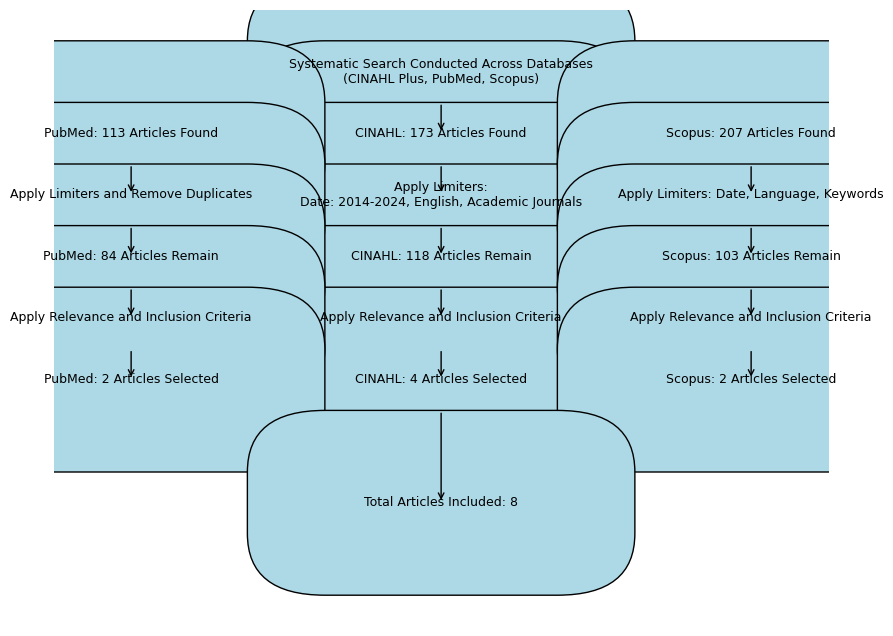 Systematic Search Conducted Across Databases
(CINAHL Plus, PubMed, Scopus)
PubMed: 113 Articles Found
CINAHL: 173 Articles Found
Scopus: 207 Articles Found
Apply Limiters and Remove Duplicates
Apply Limiters:
Date: 2014-2024, English, Academic Journals
Apply Limiters: Date, Language, Keywords
PubMed: 84 Articles Remain
CINAHL: 118 Articles Remain
Scopus: 103 Articles Remain
Apply Relevance and Inclusion Criteria
Apply Relevance and Inclusion Criteria
Apply Relevance and Inclusion Criteria
PubMed: 2 Articles Selected
CINAHL: 4 Articles Selected
Scopus: 2 Articles Selected
Total Articles Included: 8